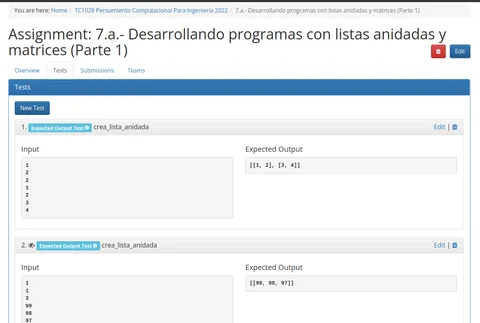 You are here: Home / TC1028 Pensamiento Computacional Para Ingeniería 2022 / 7.a.- Desarrollando programas con listas anidadas y matrices (Parte 1)
Assignment: 7.a.- Desarrollando programas con listas anidadas y
matrices (Parte 1)
Edit
Overview Tests Submissions Teams
Tests
New Test
1. Expected Output Test crea_lista_anidada Edit |
Input Expected Output
1 [[1, 2], [3, 4]]
2
2
1
2
3
4
2. Expected Output Test crea_lista_anidada Edit |
Input Expected Output
1 [[99, 98, 97]]
1
3
99
98
97